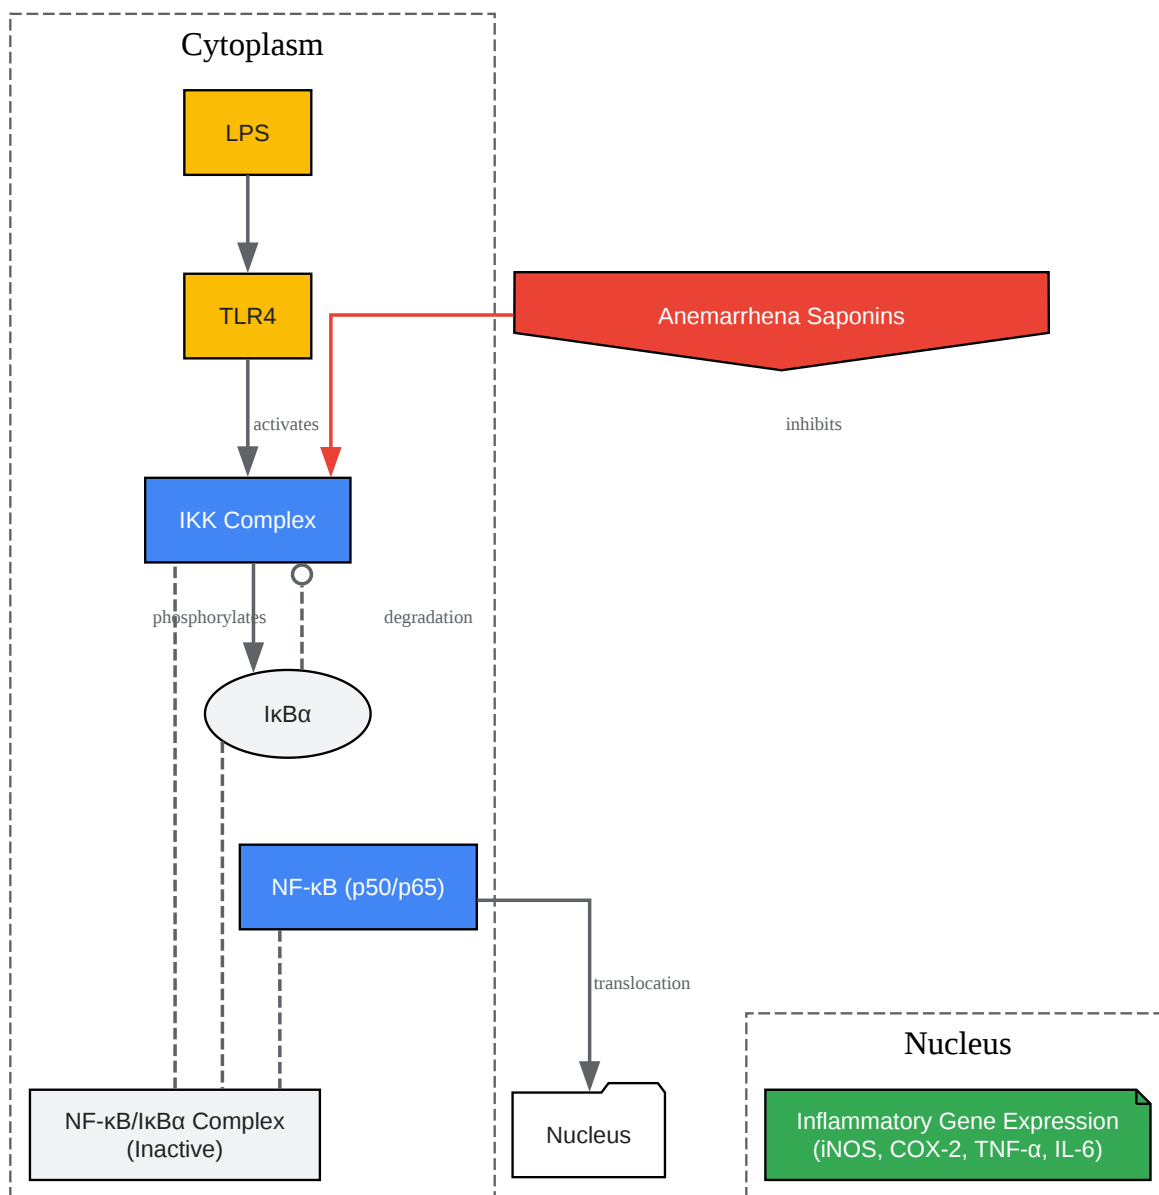 Cytoplasm
LPS
TLR4
Anemarrhena Saponins
activates
inhibits
IKK Complex
phosphorylates
degradation
IκBα
NF-κB (p50/p65)
translocation
Nucleus
NF-κB/IκBα Complex
(Inactive)
Nucleus
Inflammatory Gene Expression
(iNOS, COX-2, TNF-α, IL-6)